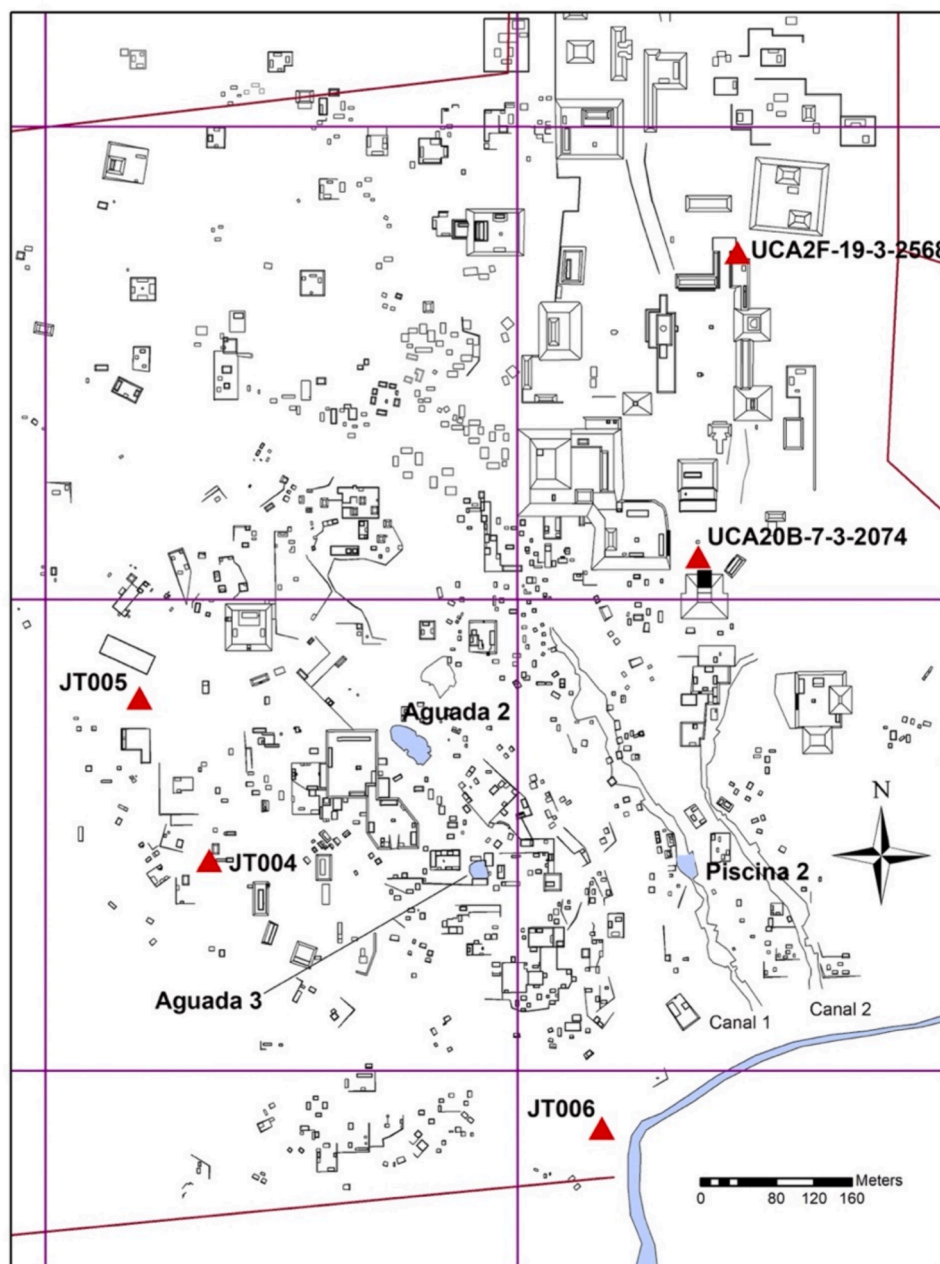 UCA2F-19-3-2568
UCA20B-7-3-2074
JT005
Aguada 2
N
JT004
Piscina 2
Aguada 3
Canal 1
Canal 2
JT006
Meters
0 80 120 160